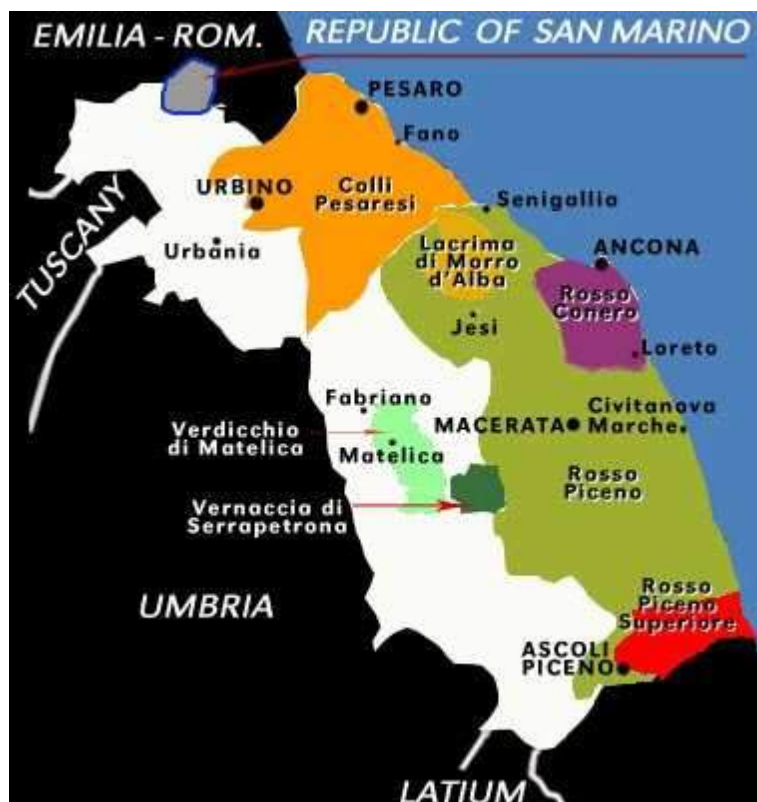 EMILIA - ROM.
REPUBLIC OF SAN MARINO
PESARO
Fano
TUSCANY
URBINO
Colli
Pesaresi
Senigallia
Urbania
Lacrima
di Morro
d'Alba
ANCONA
Rosso
Conero
Jesi
Loreto
Fabriano
Verdicchio
di Matelica
Matelica
MACERATA
Civitanova
Marche
Rosso
Piceno
Vernaccia di
Serrapetrona
UMBRIA
Rosso
Piceno
Superiore
ASCOLI
PICENO
LATIUM